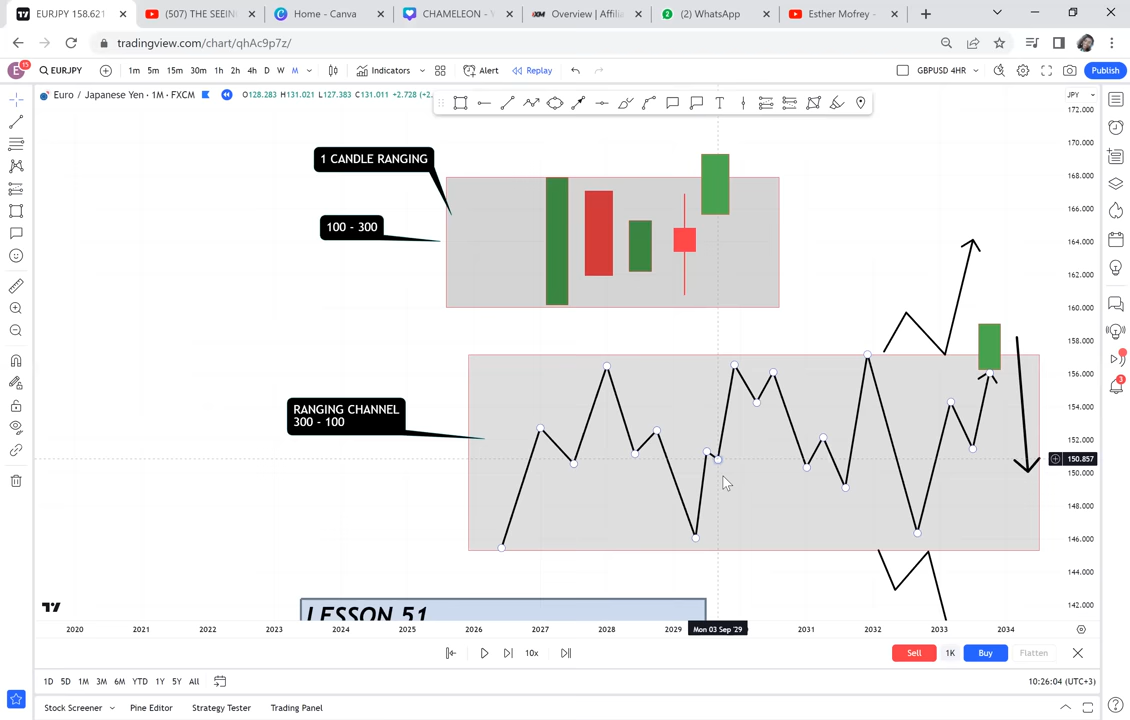 EURJPY 158.621
(507) THE SEEIN
Home - Canva
CHAMELEON - Y
Overview | Affilia
(2) WhatsApp
Esther Mofrey -
tradingview.com/chart/qhAc9p7z/
E
15
EURJPY
1m 5m 15m 30m 1h 2h 4h D W M
Indicators
Alert
Replay
GBPUSD 4HR
Publish
Euro / Japanese Yen · 1M · FXCM
O128.283 H131.021 L127.383 C131.011 +2.728 (+2.
JPY
172.000
170.000
168.000
166.000
164.000
162.000
160.000
158.000
156.000
154.000
152.000
150.857
150.000
148.000
146.000
144.000
142.000
1 CANDLE RANGING
100 - 300
RANGING CHANNEL
300 - 100
LESSON 51
3
2020 2021 2022 2023 2024 2025 2026 2027 2028 2029 Mon 03 Sep '29 2031 2032 2033 2034
10x
Sell 1K Buy Flatten
1D 5D 1M 3M 6M YTD 1Y 5Y All
10:26:04 (UTC+3)
Stock Screener Pine Editor Strategy Tester Trading Panel